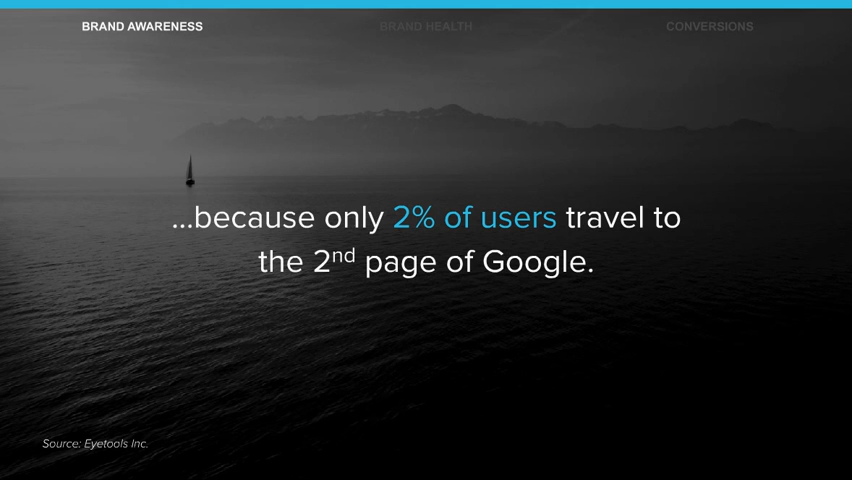 BRAND AWARENESS
BRAND HEALTH
CONVERSIONS
...because only 2% of users travel to
the 2nd page of Google.
Source: Eyetools Inc.